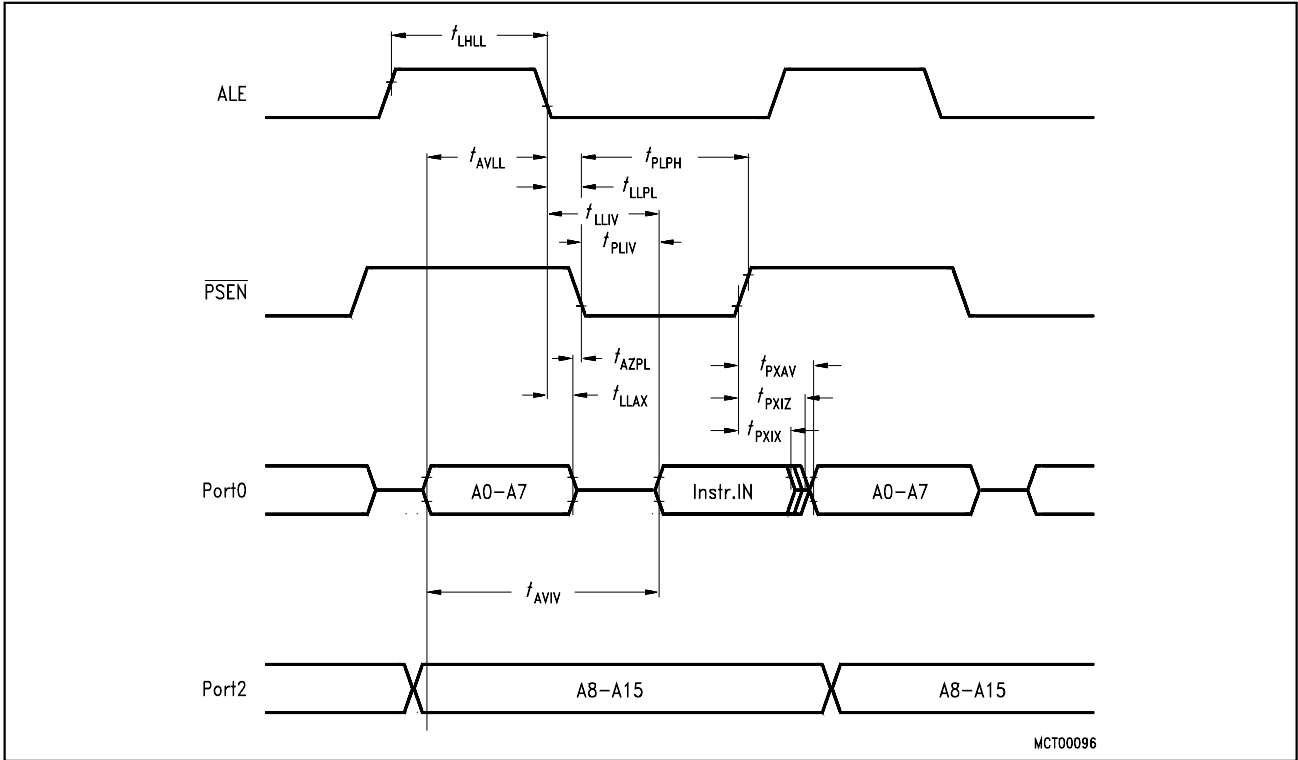 tLHLL
ALE
tAVLL
tPLPH
tLLPL
tLLIV
tPLIV
PSEN
tAZPL
tPXAV
tLLAX
tPXIZ
tPXIX
Port0
A0-A7
Instr.IN
A0-A7
tAVIV
Port2
A8-A15
A8-A15
MCT00096